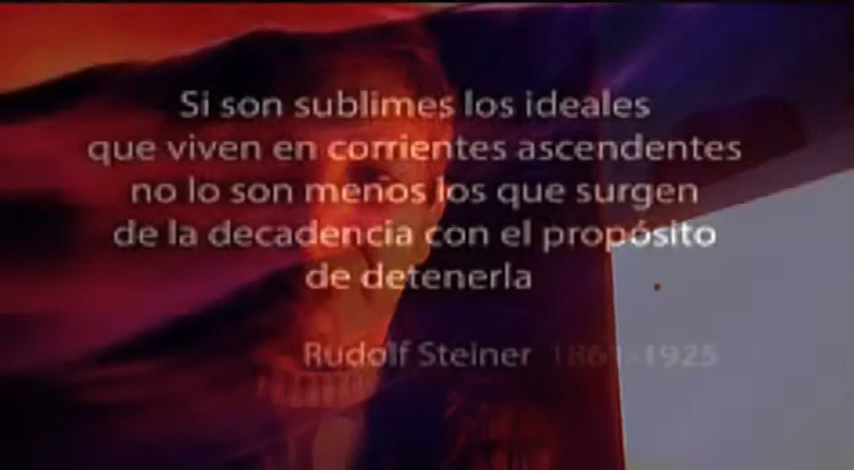 Si son sublimes los ideales
que viven en corrientes ascendentes
no lo son menos los que surgen
de la decadencia con el propósito
de detenerla
Rudolf Steiner 1861-1925